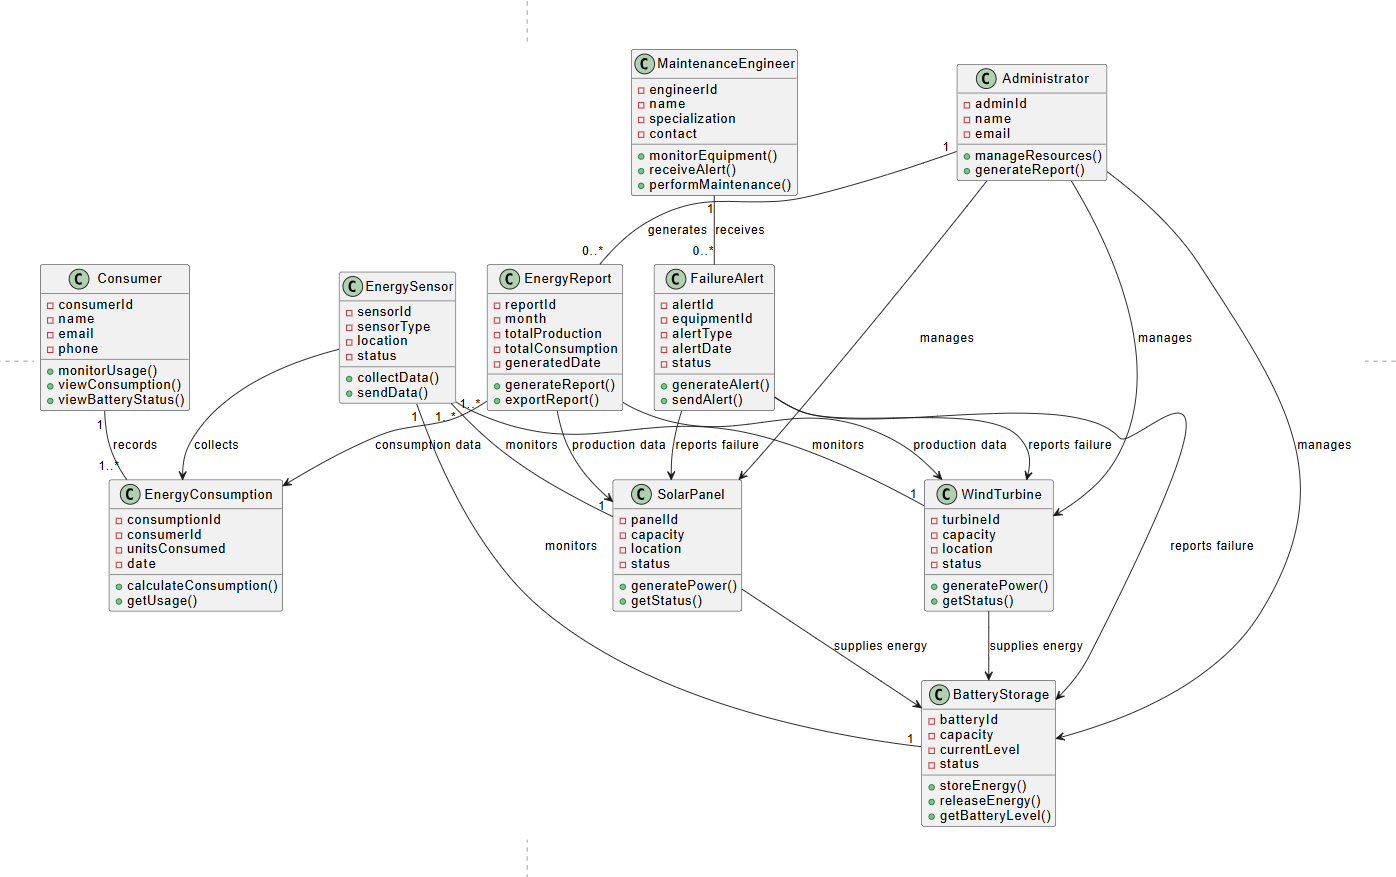 C MaintenanceEngineer
engineerId
name
specialization
contact
monitorEquipment()
receiveAlert()
performMaintenance()
C Administrator
adminId
name
email
manageResources()
generateReport()
1
1
generates
receives
0..*
0..*
C Consumer
consumerId
name
email
phone
monitorUsage()
viewConsumption()
viewBatteryStatus()
C EnergySensor
sensorId
sensorType
location
status
collectData()
sendData()
C EnergyReport
reportId
month
totalProduction
totalConsumption
generatedDate
generateReport()
exportReport()
C FailureAlert
alertId
equipmentId
alertType
alertDate
status
generateAlert()
sendAlert()
manages
manages
1
1
1..*
1..*
records
collects
consumption data
monitors
production data
reports failure
monitors
production data
reports failure
manages
1..*
1
1
C EnergyConsumption
consumptionId
consumerId
unitsConsumed
date
calculateConsumption()
getUsage()
C SolarPanel
panelId
capacity
location
status
generatePower()
getStatus()
C WindTurbine
turbineId
capacity
location
status
generatePower()
getStatus()
monitors
reports failure
supplies energy
supplies energy
1
C BatteryStorage
batteryId
capacity
currentLevel
status
storeEnergy()
releaseEnergy()
getBatteryLevel()